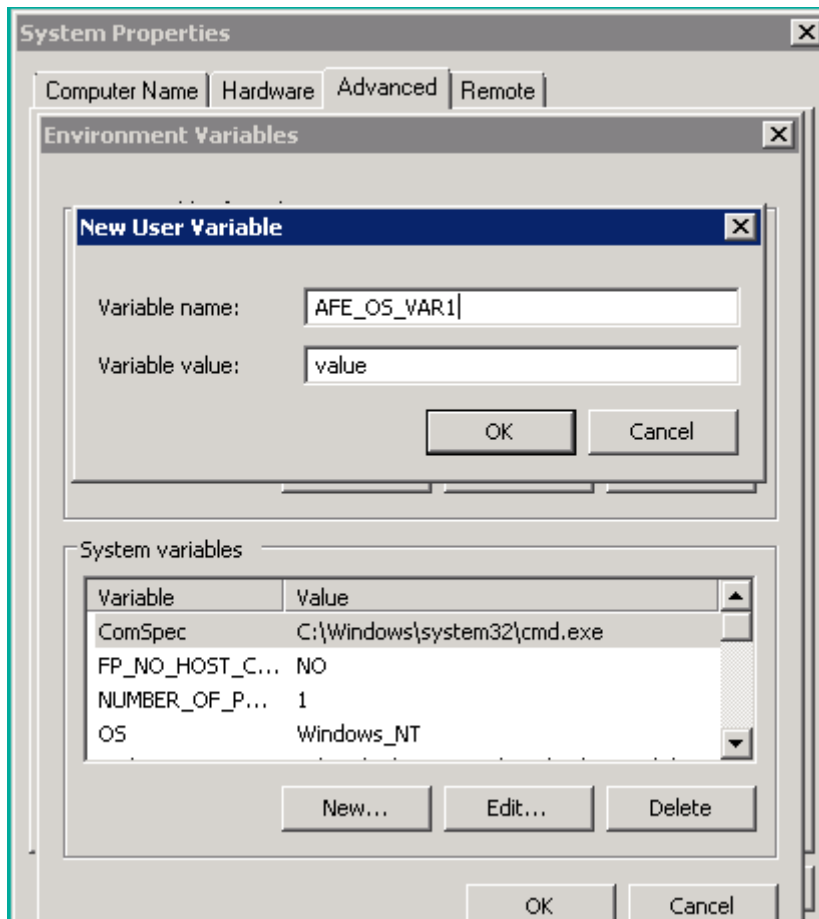 System Properties
Computer Name Hardware Advanced Remote
Environment Variables
New User Variable
Variable name: AFE_OS_VAR1
Variable value: value
OK Cancel
System variables
Variable Value
ComSpec C:\Windows\system32\cmd.exe
FP_NO_HOST_C... NO
NUMBER_OF_P... 1
OS Windows_NT
New... Edit... Delete
OK Cancel